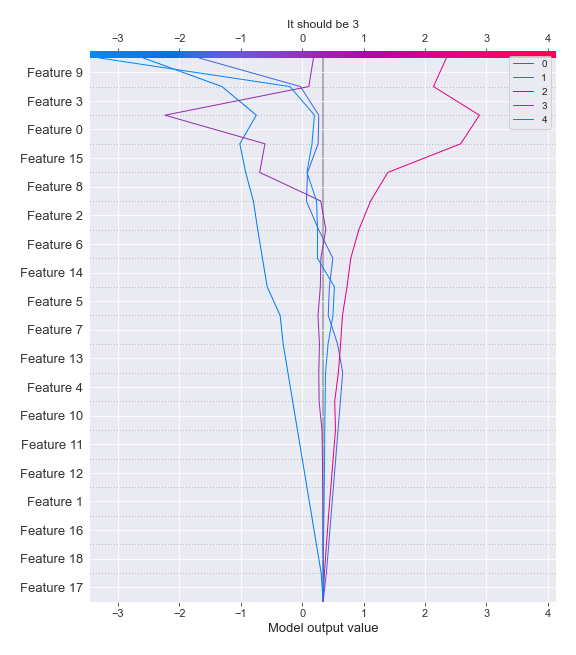 It should be 3
−3 −2 −1 0 1 2 3 4
0
1
2
3
4
Feature 9
Feature 3
Feature 0
Feature 15
Feature 8
Feature 2
Feature 6
Feature 14
Feature 5
Feature 7
Feature 13
Feature 4
Feature 10
Feature 11
Feature 12
Feature 1
Feature 16
Feature 18
Feature 17
−3 −2 −1 0 1 2 3 4
Model output value